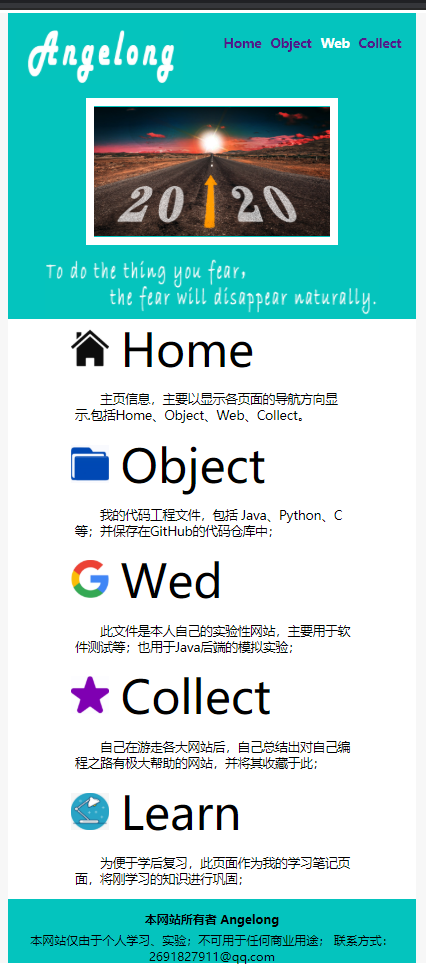 Angelong
Home Object Web Collect
2020
To do the thing you fear,
the fear will disappear naturally.
Home
主页信息，主要以显示各页面的导航方向显
示.包括Home、Object、Web、Collect。
Object
我的代码工程文件，包括 Java、Python、C
等；并保存在GitHub的代码仓库中；
Wed
此文件是本人自己的实验性网站，主要用于软
件测试等；也用于Java后端的模拟实验；
Collect
自己在游走各大网站后，自己总结出对自己编
程之路有极大帮助的网站，并将其收藏于此；
Learn
为便于学后复习，此页面作为我的学习笔记页
面，将刚学习的知识进行巩固；
本网站所有者 Angelong
本网站仅由于个人学习、实验；不可用于任何商业用途； 联系方式：
2691827911@qq.com